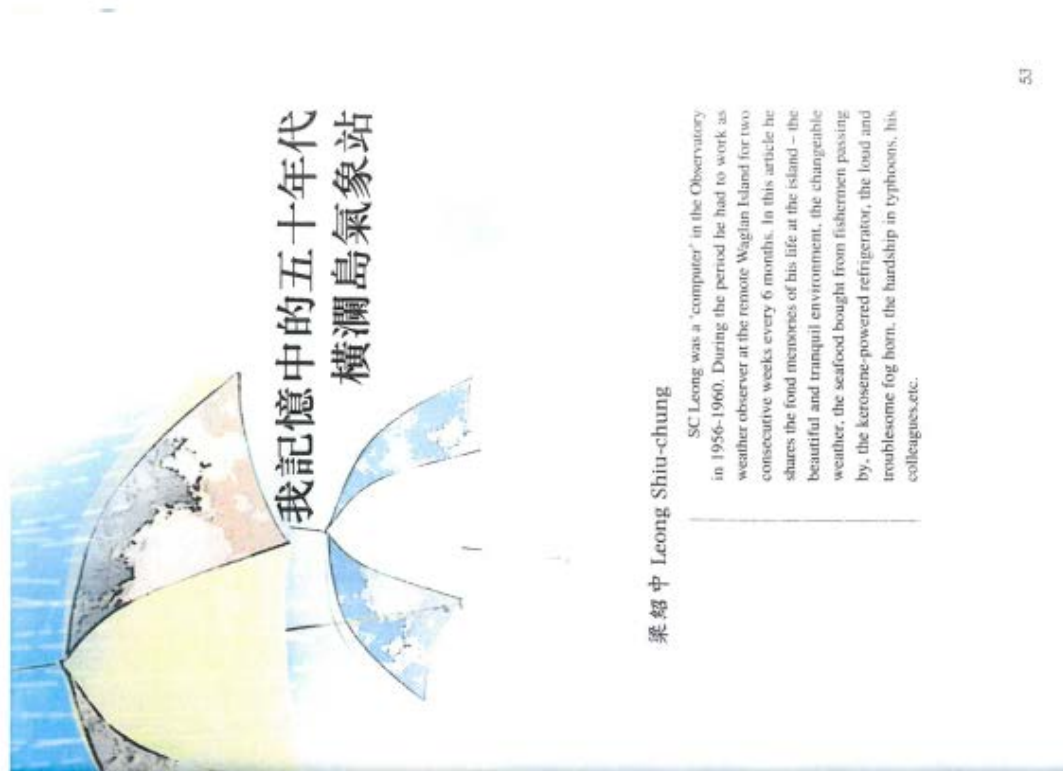 我記憶中的五十年代
橫瀾島氣象站
梁紹中 Leong Shiu-chung
SC Leong was a 'computer' in the Observatory
in 1956-1960. During the period he had to work as
weather observer at the remote Waglan Island for two
consecutive weeks every 6 months. In this article he
shares the fond memories of his life at the island – the
beautiful and tranquil environment, the changeable
weather, the seafood bought from fishermen passing
by, the kerosene-powered refrigerator, the loud and
troublesome fog horn, the hardship in typhoons, his
colleagues,etc.
53